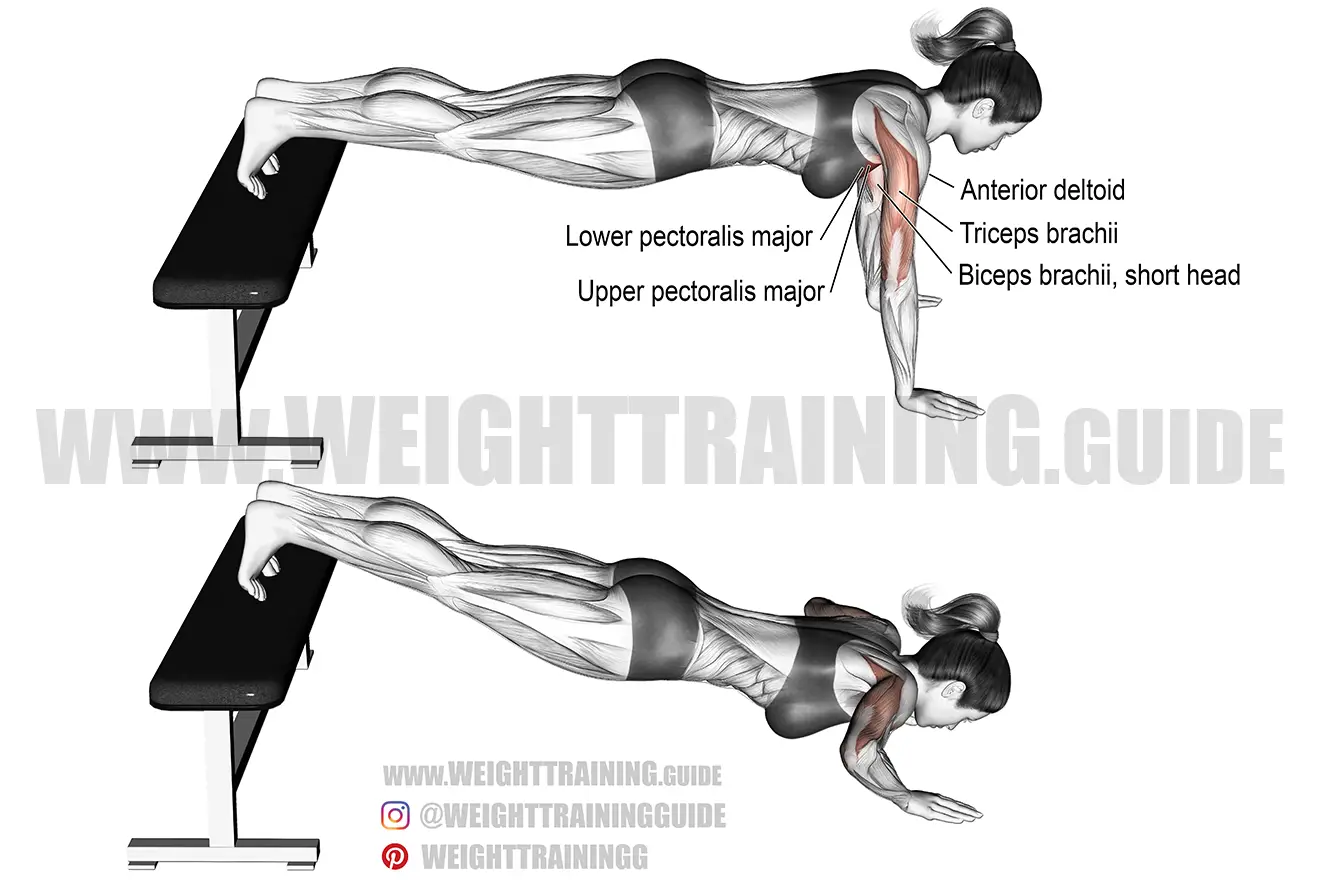 Anterior deltoid
Lower pectoralis major
Triceps brachii
Upper pectoralis major
Biceps brachii, short head
www.WEIGHTTRAINING.GUIDE
www.WEIGHTTRAINING.GUIDE
@WEIGHTTRAININGGUIDE
WEIGHTTRAININGG